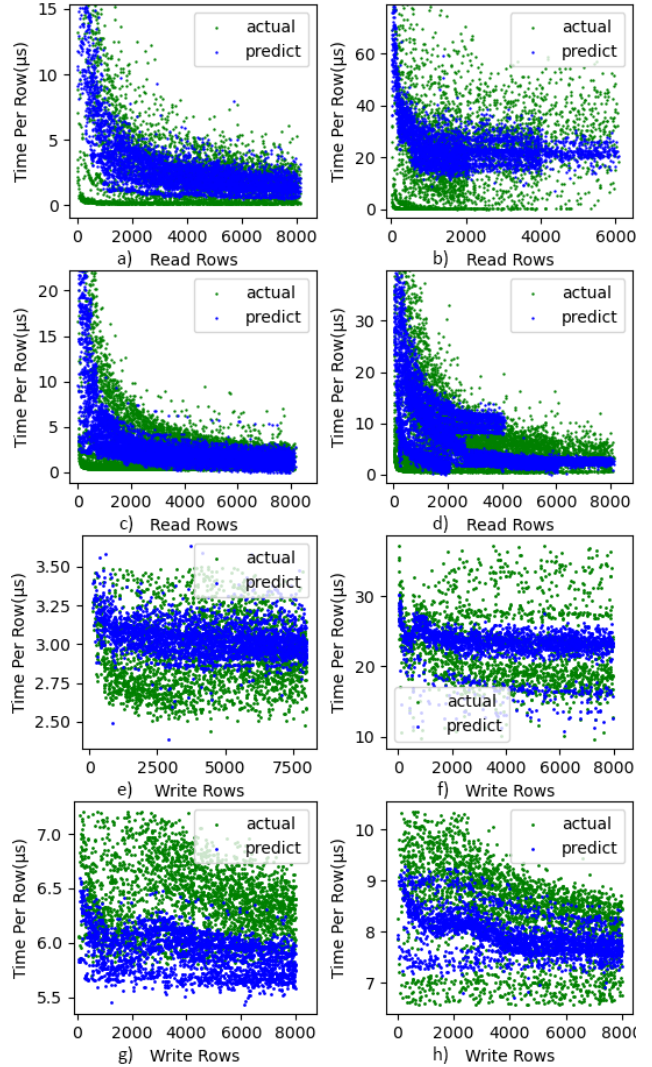 15
10
5
0
Time Per Row(μs)
actual
predict
0 2000 4000 6000 8000
a) Read Rows
60
40
20
0
Time Per Row(μs)
actual
predict
0 1000 2000 3000 4000 5000 6000
b) Read Rows
20
15
10
5
0
Time Per Row(μs)
actual
predict
0 2000 4000 6000 8000
c) Read Rows
30
20
10
0
Time Per Row(μs)
actual
predict
0 2000 4000 6000 8000
d) Read Rows
3.50
3.25
3.00
2.75
2.50
Time Per Row(μs)
actual
predict
0 2500 5000 7500
e) Write Rows
30
20
10
Time Per Row(μs)
actual
predict
0 2000 4000 6000 8000
f) Write Rows
7.0
6.5
6.0
5.5
Time Per Row(μs)
actual
predict
0 2000 4000 6000 8000
g) Write Rows
10
9
8
7
Time Per Row(μs)
actual
predict
0 2000 4000 6000 8000
h) Write Rows